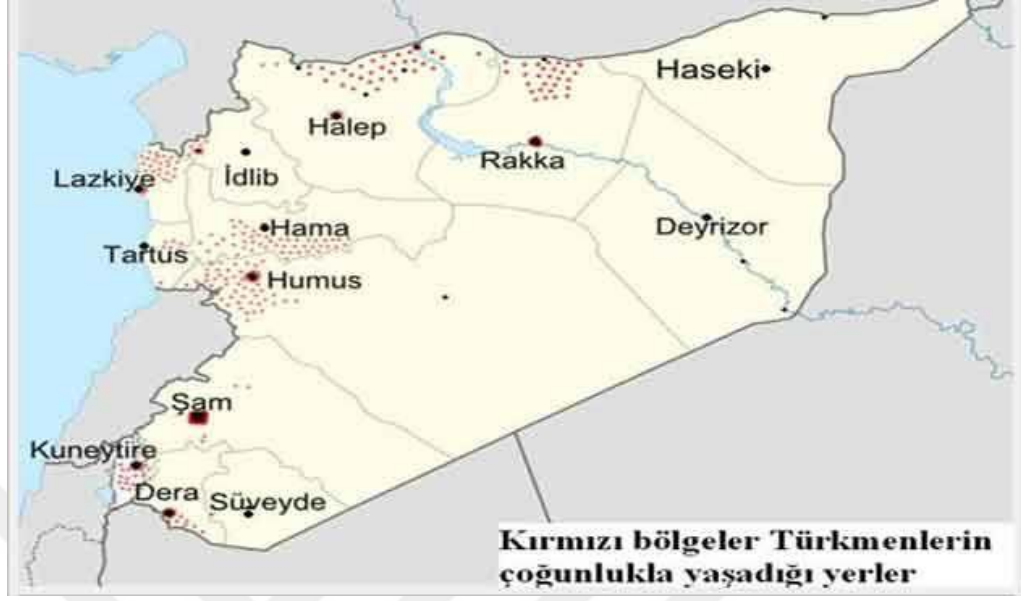 Haseki
Halep
Rakka
Lazkiye
İdlib
Hama
Deyrizor
Tartus
Humus
Şam
Kuneytire
Dera
Süveyde
Kırmızı bölgeler Türkmenlerin
çoğunlukla yaşadığı yerler